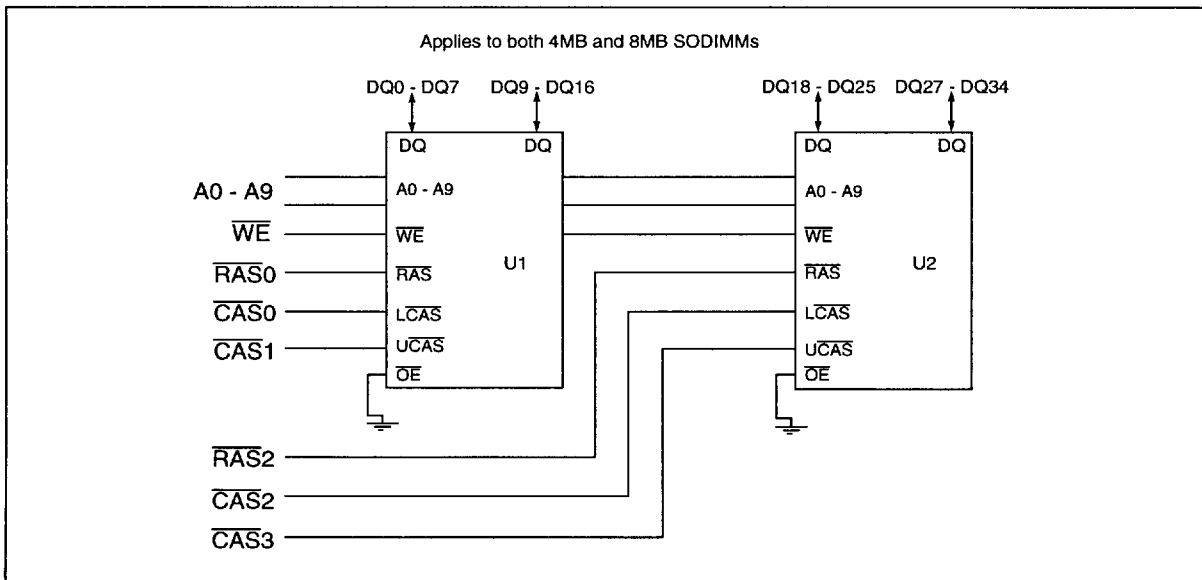 Applies to both 4MB and 8MB SODIMMs
DQ0 - DQ7 DQ9 - DQ16 DQ18 - DQ25 DQ27 - DQ34
DQ DQ DQ DQ
A0 - A9 A0 - A9 A0 - A9
WE WE WE
U1 U2
RAS0 RAS RAS
CAS0 LCAS LCAS
CAS1 UCAS UCAS
OE OE
RAS2
CAS2
CAS3